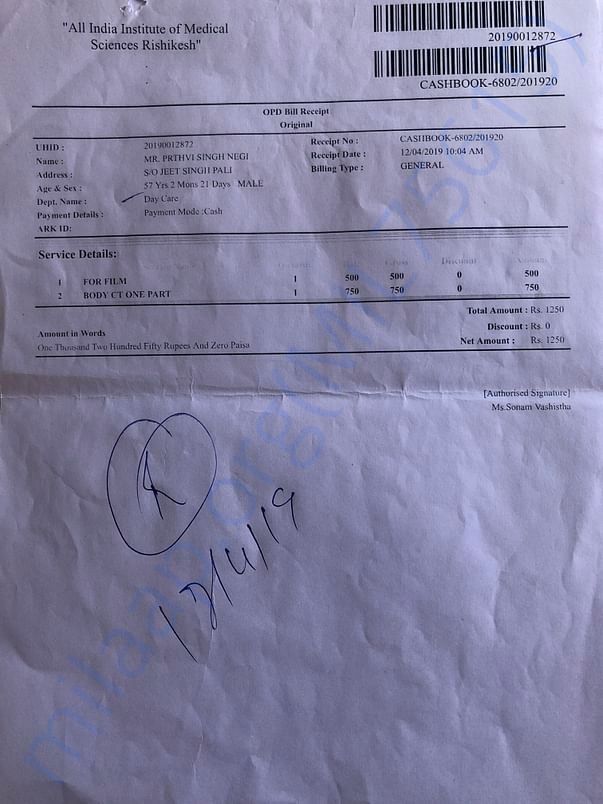 "All India Institute of Medical
Sciences Rishikesh"
20190012872
CASHBOOK-6802/201920
OPD Bill Receipt
Original
UHID : 20190012872 Receipt No : CASHBOOK-6802/201920
Name : MR. PRTHVI SINGH NEGI Receipt Date : 12/04/2019 10:04 AM
Address : S/O JEET SINGH PALI Billing Type : GENERAL
Age & Sex : 57 Yrs 2 Mons 21 Days MALE
Dept. Name : Day Care
Payment Details : Payment Mode :Cash
ARK ID:
Service Details:
Discount
1 FOR FILM 1 500 500 0 500
2 BODY CT ONE PART 1 750 750 0 750
Total Amount : Rs. 1250
Discount : Rs. 0
Amount in Words Net Amount : Rs. 1250
One Thousand Two Hundred Fifty Rupees And Zero Paisa
[Authorised Signature]
Ms.Sonam Vashistha
12/4/19